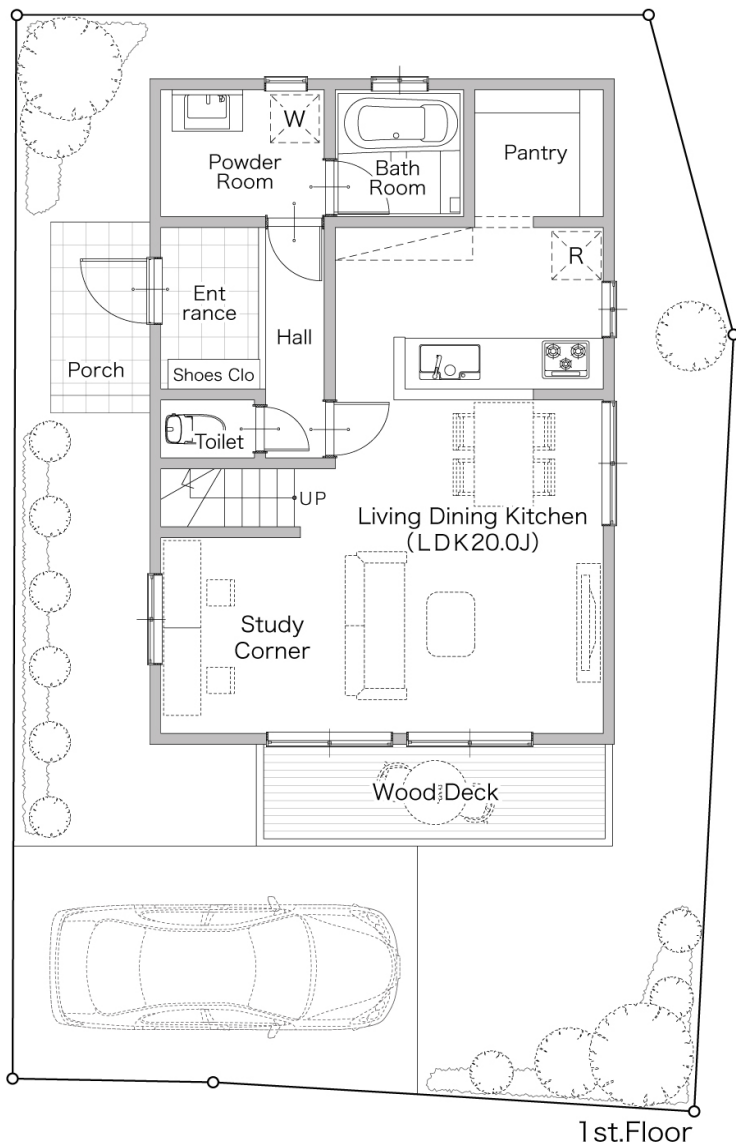 W
Powder
Room
Bath
Room
Pantry
R
Ent
rance
Hall
Porch
Shoes Clo
Toilet
UP
Living Dining Kitchen
(LDK20.0J)
Study
Corner
Wood Deck
1st.Floor